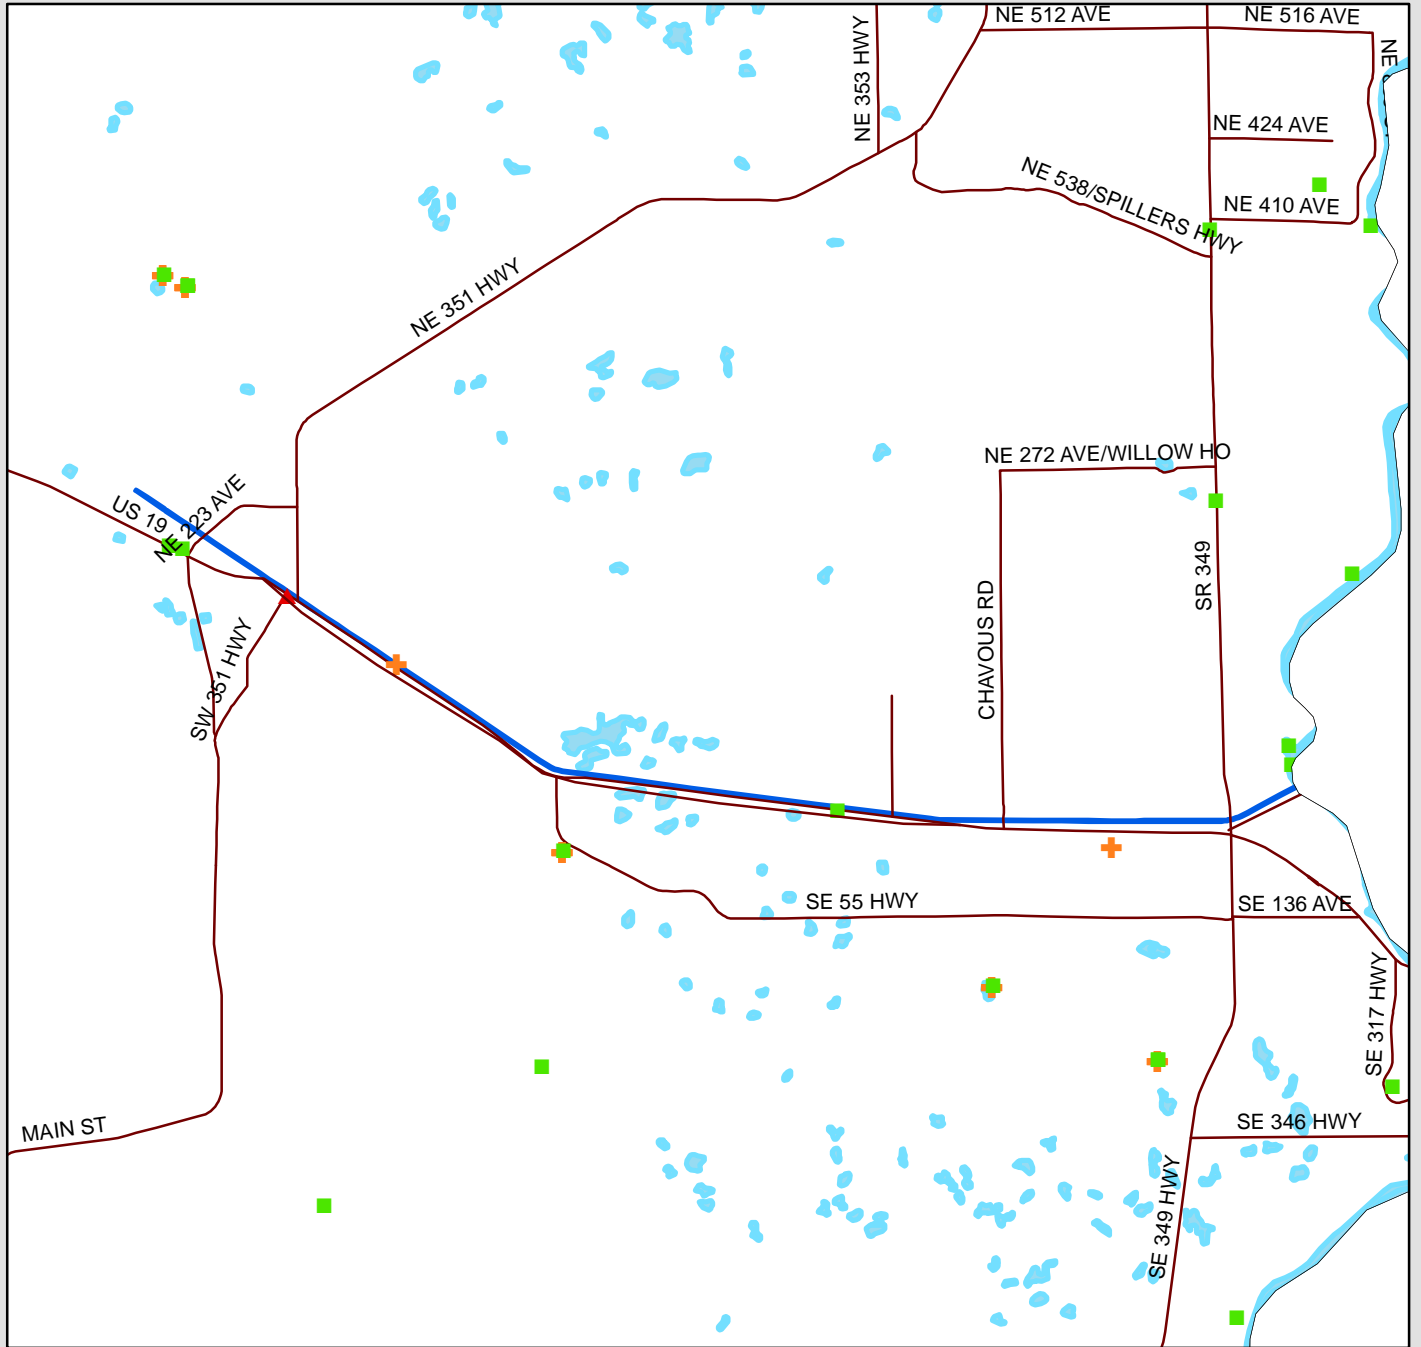 NE 512 AVE
NE 516 AVE
NE 353 HWY
NE
NE 424 AVE
NE 538/SPILLERS HWY
NE 410 AVE
NE 351 HWY
NE 272 AVE/WILLOW HO
US 19
NE 223 AVE
SR 349
CHAVOUS RD
SW 351 HWY
SE 55 HWY
SE 136 AVE
SE 317 HWY
MAIN ST
SE 346 HWY
SE 349 HWY